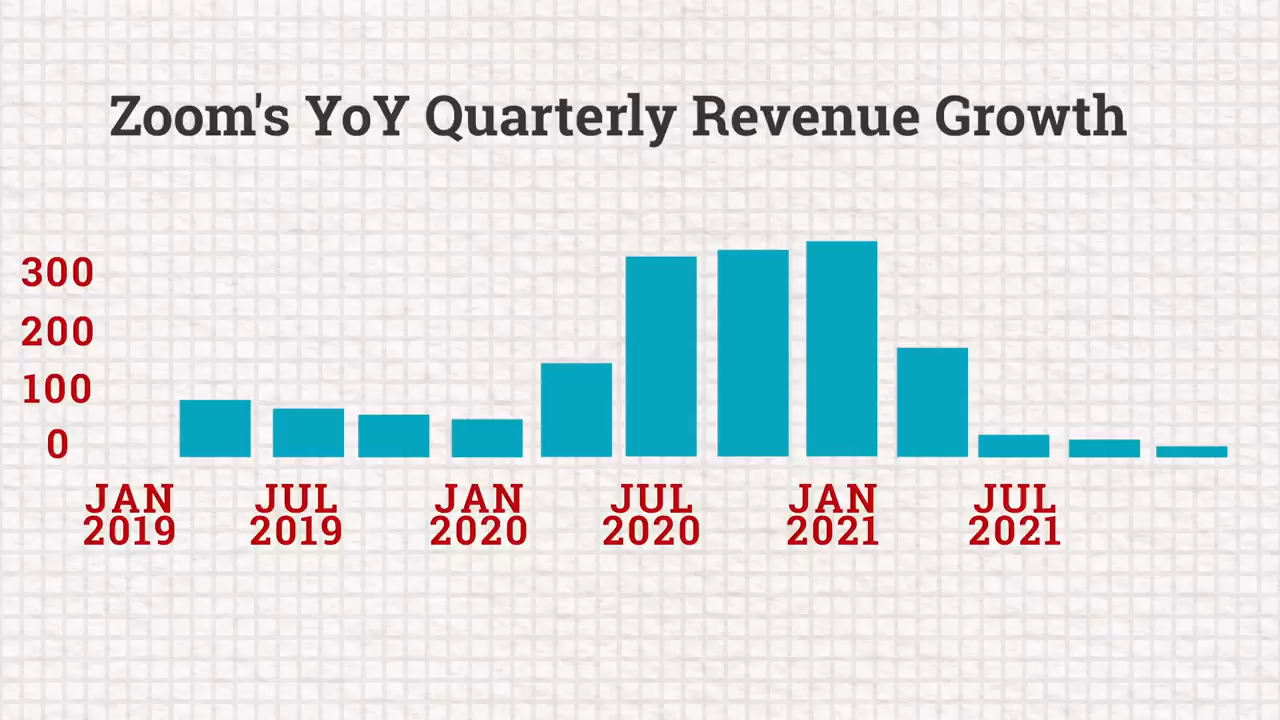 Zoom's YoY Quarterly Revenue Growth
300
200
100
0
JAN 2019
JUL 2019
JAN 2020
JUL 2020
JAN 2021
JUL 2021